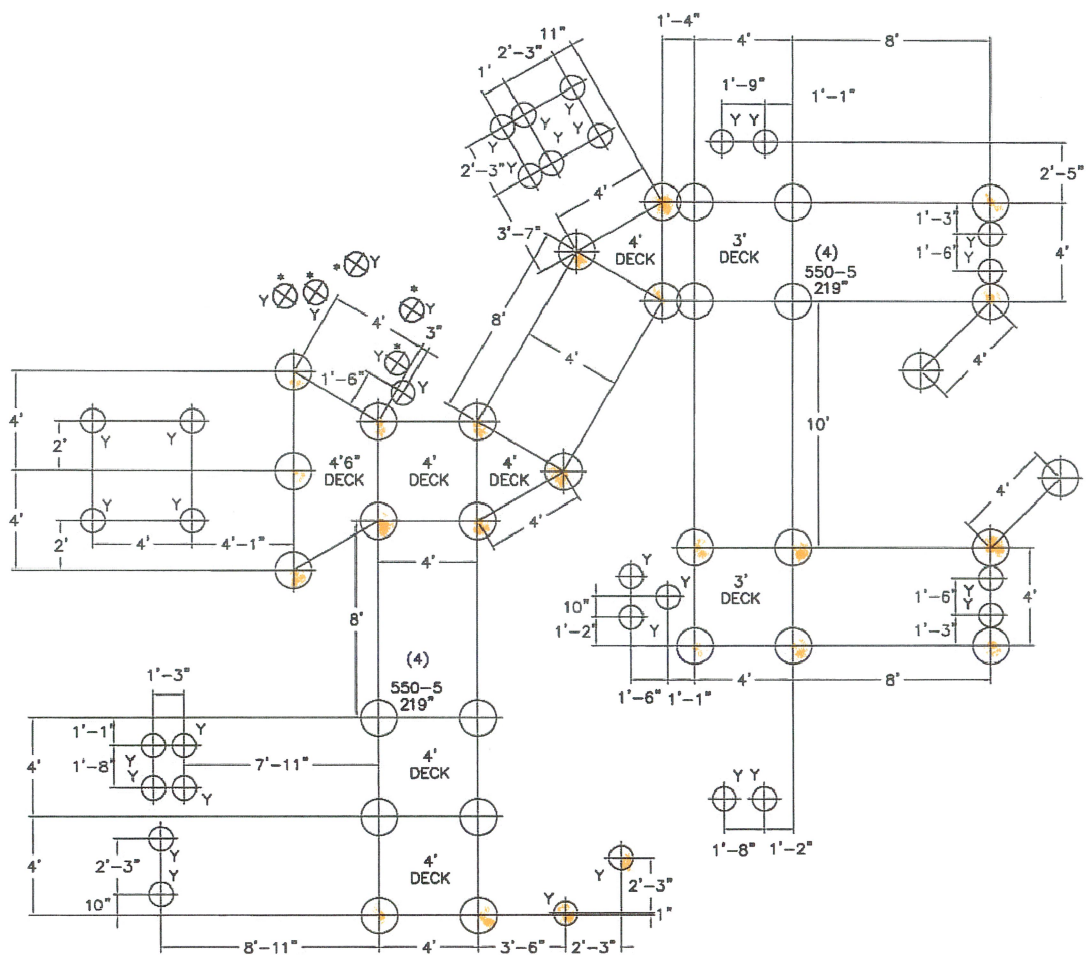 1'-4"
4'
8'
11"
2'-3"
1'
1'-9"
1'-1"
Y Y
Y
Y
Y
Y
Y
Y
2'-3"
2'-5"
4'
3'-7"
4'
DECK
3'
DECK
(4)
550-5
219"
1'-3"
Y
1'-6"
Y
4'
* Y
*
*
Y
Y
*
Y
4'
3"
8'
4'
4'
Y *
1'-6"
Y
10'
4'
2'
Y
Y
4'6"
DECK
4'
DECK
4'
DECK
4'
2'
Y
Y
4'
4'-1"
4'
4'
4'
8'
3'
DECK
Y
10"
1'-2"
Y
Y
1'-6"
Y
Y
1'-3"
4'
1'-6"
1'-1"
4'
8'
(4)
550-5
219"
1'-3"
1'-1"
Y
Y
1'-8"
Y
Y
7'-11"
4'
4'
DECK
Y Y
1'-8"
1'-2"
4'
2'-3"
Y
Y
10"
4'
DECK
Y
2'-3"
Y
1"
8'-11"
4'
3'-6"
2'-3"